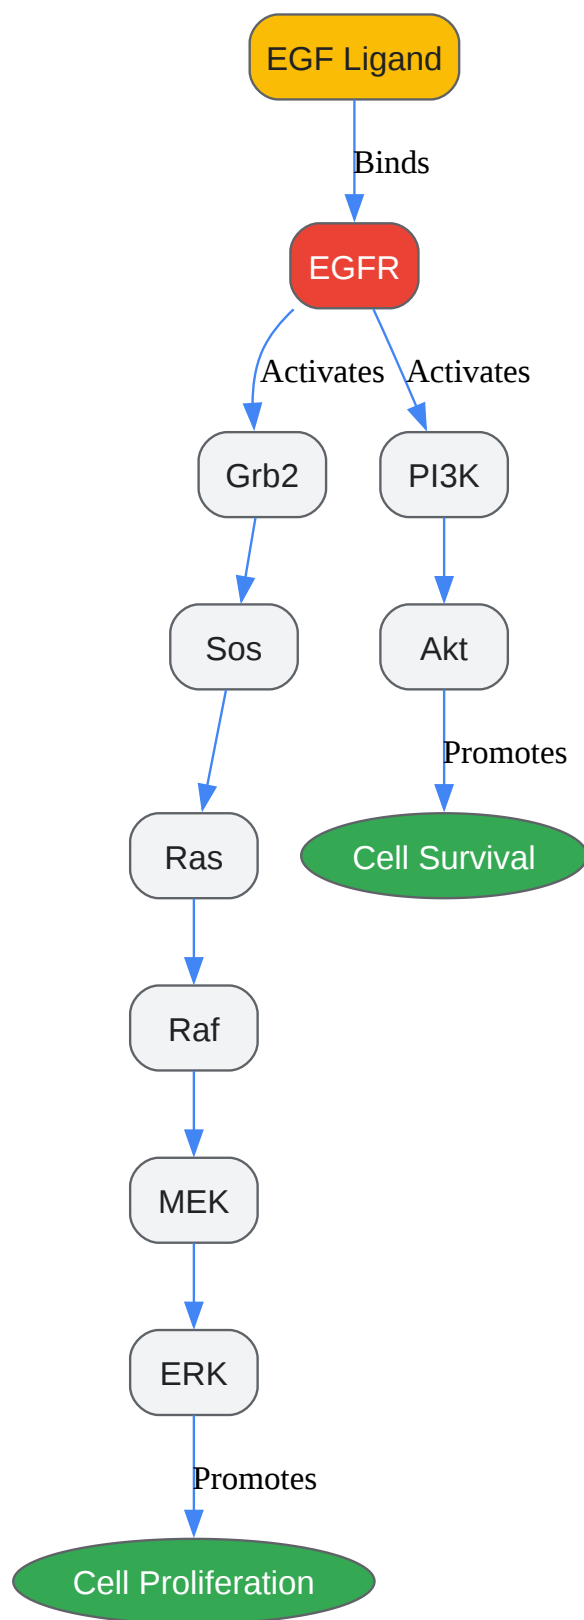 EGF Ligand
Binds
EGFR
Activates
Activates
Grb2
PI3K
Sos
Akt
Promotes
Ras
Cell Survival
Raf
MEK
ERK
Promotes
Cell Proliferation